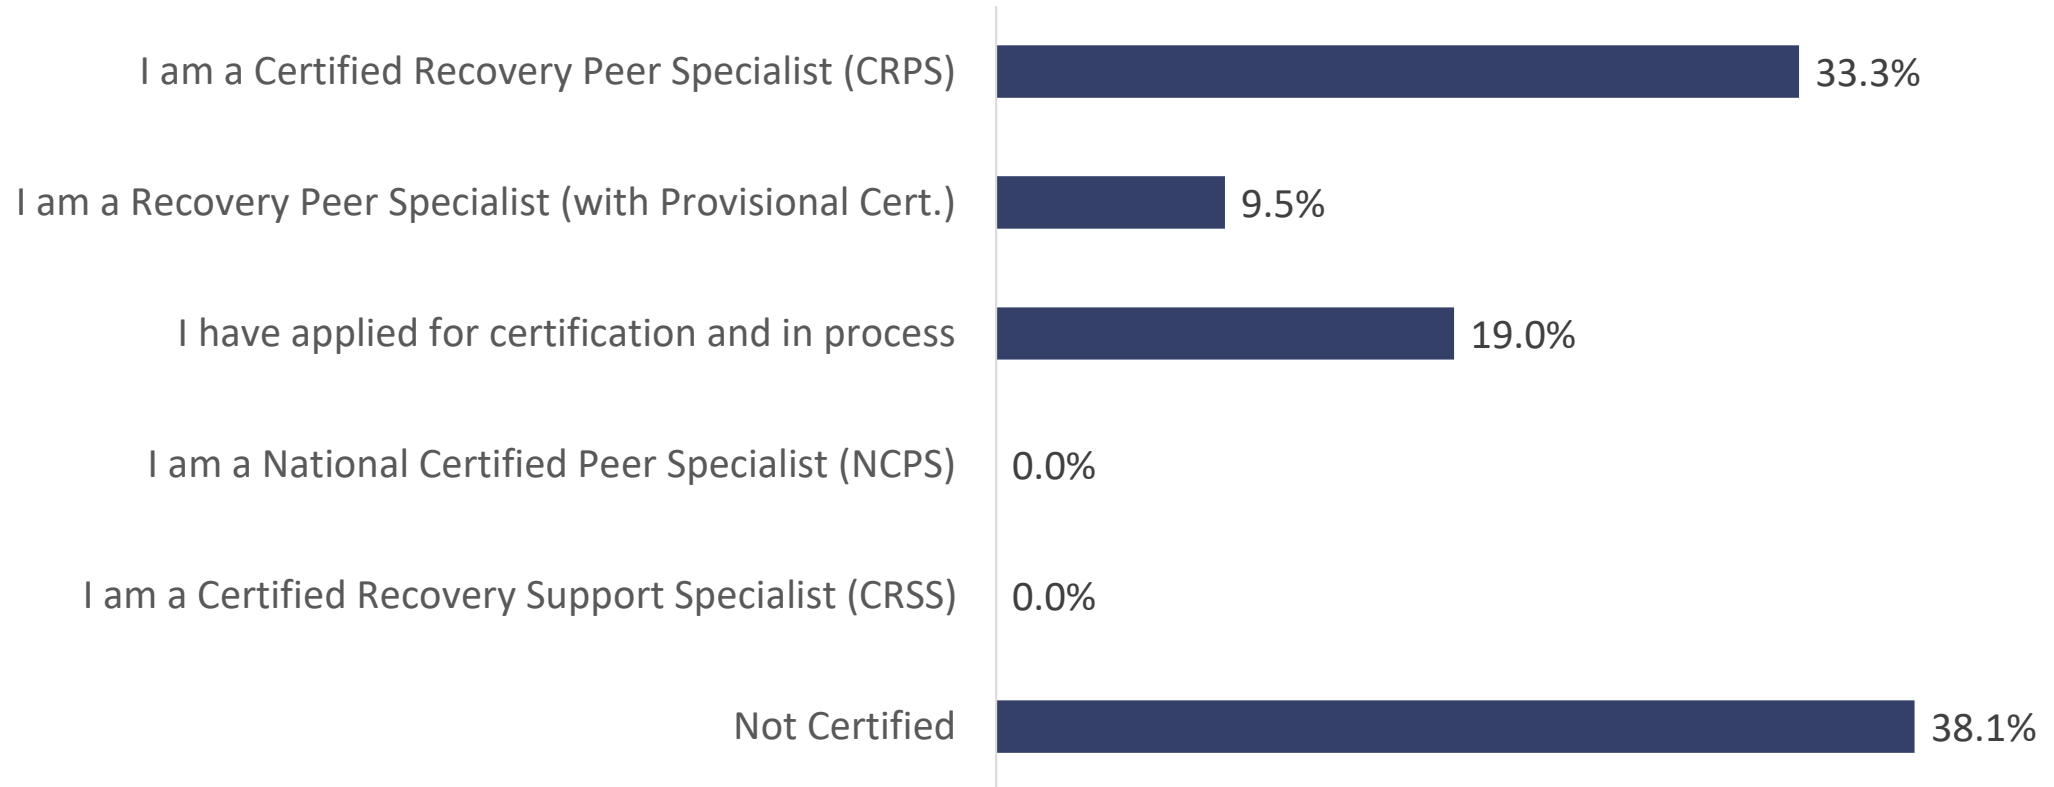 I am a Certified Recovery Peer Specialist (CRPS) 33.3%
I am a Recovery Peer Specialist (with Provisional Cert.) 9.5%
I have applied for certification and in process 19.0%
I am a National Certified Peer Specialist (NCPS) 0.0%
I am a Certified Recovery Support Specialist (CRSS) 0.0%
Not Certified 38.1%